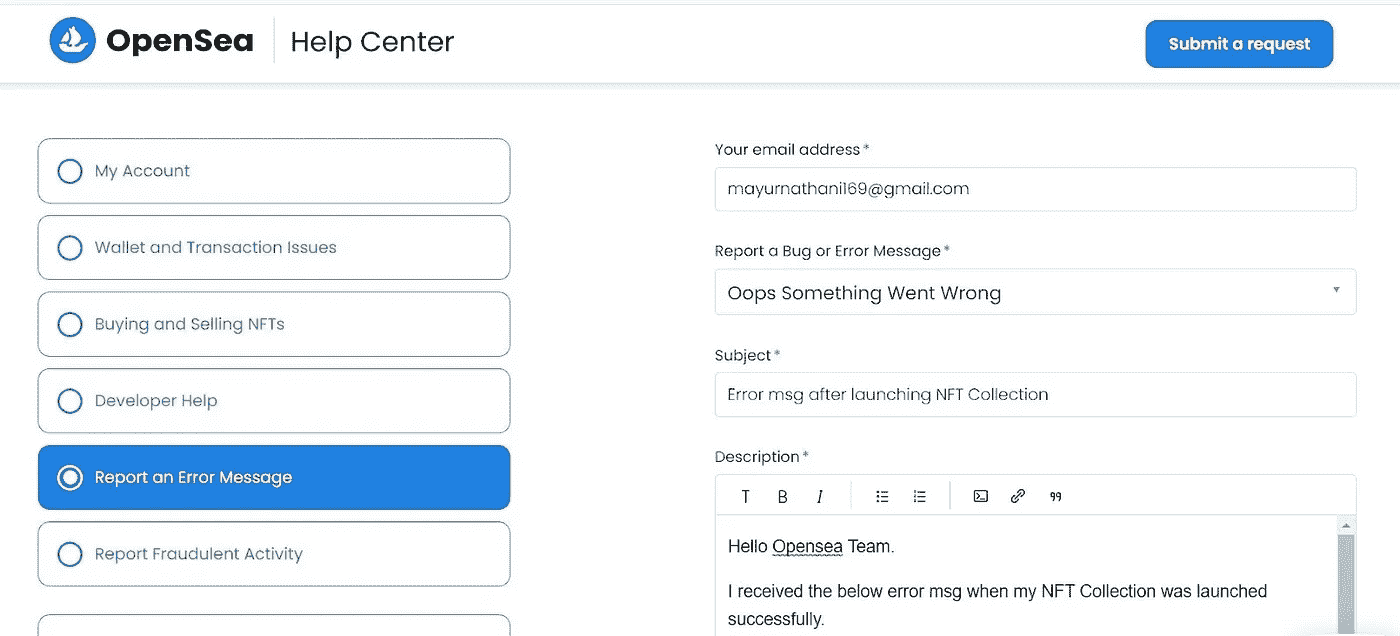 OpenSea Help Center
Submit a request
My Account
Wallet and Transaction Issues
Buying and Selling NFTs
Developer Help
Report an Error Message
Report Fraudulent Activity
Your email address*
mayurnathani169@gmail.com
Report a Bug or Error Message*
Oops Something Went Wrong
Subject*
Error msg after launching NFT Collection
Description*
T B I
Hello Opensea Team.
I received the below error msg when my NFT Collection was launched
successfully.